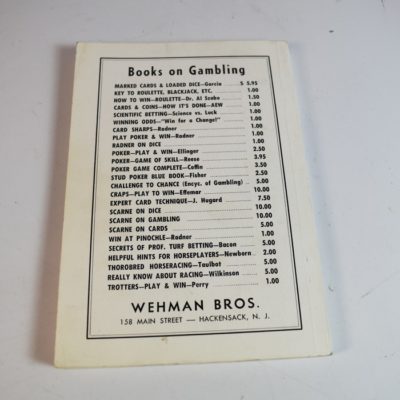 Books on Gambling
MARKED CARDS & LOADED DICE—Garcia $ 5.95
KEY TO ROULETTE, BLACKJACK, ETC. 1.00
HOW TO WIN—ROULETTE—Dr. Al Szabo 1.50
CARDS & COINS—HOW IT'S DONE—AEW 1.00
SCIENTIFIC BETTING—Science vs. Luck 1.00
WINNING ODDS—"Win for a Change!" 1.00
CARD SHARPS—Radner 1.00
PLAY POKER & WIN—Radner 1.00
RADNER ON DICE 1.00
POKER—PLAY & WIN—Ellinger 2.50
POKER—GAME OF SKILL—Reese 3.95
POKER GAME COMPLETE—Coffin 3.50
STUD POKER BLUE BOOK—Fisher 2.50
CHALLENGE TO CHANCE (Encyc. of Gambling) 5.00
CRAPS—PLAY TO WIN—Effomar 10.00
EXPERT CARD TECHNIQUE—J. Hugard 7.50
SCARNE ON DICE 10.00
SCARNE ON GAMBLING 10.00
SCARNE ON CARDS 5.00
WIN AT PINOCHLE—Radner 1.00
SECRETS OF PROF. TURF BETTING—Bacon 5.00
HELPFUL HINTS FOR HORSEPLAYERS—Newborn 2.00
THOROBRED HORSERACING—Taulbot 5.00
REALLY KNOW ABOUT RACING—Wilkinson 5.00
TROTTERS—PLAY & WIN—Perry 1.00
WEHMAN BROS.
158 MAIN STREET — HACKENSACK, N. J.